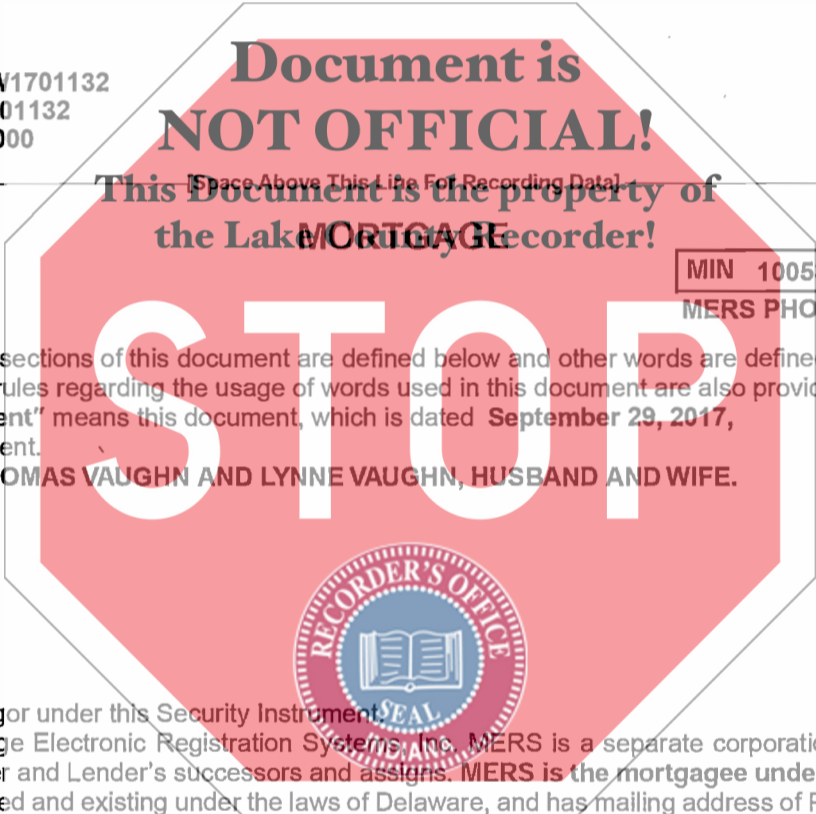 Document is
V1701132
01132
000
NOT OFFICIAL!
[Space Above This Line For Recording Data]
This Document is the property of
MORTGAGE
the Lake County Recorder!
MIN 1005
MERS PHO
STOP
sections of this document are defined below and other words are define
rules regarding the usage of words used in this document are also provid
ent" means this document, which is dated September 29, 2017,
ent.
OMAS VAUGHN AND LYNNE VAUGHN, HUSBAND AND WIFE.
RECORDER'S OFFICE
SEAL
INDIANA
gor under this Security Instrument.
ge Electronic Registration Systems, Inc. MERS is a separate corporati
r and Lender's successors and assigns. MERS is the mortgagee unde
ed and existing under the laws of Delaware, and has mailing address of P